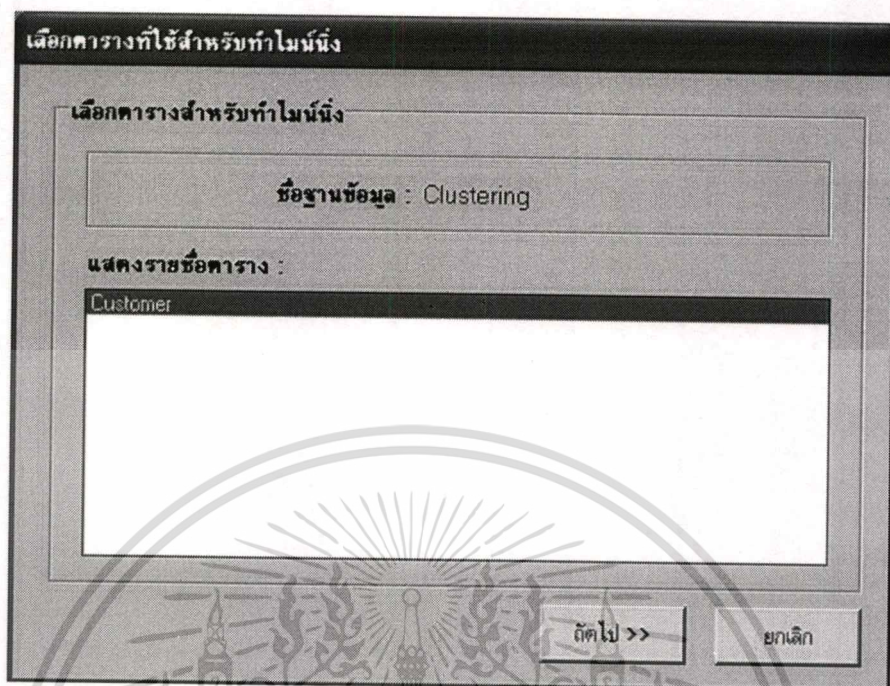 เลือกตารางที่ใช้สำหรับทำไมน์นิ่ง
เลือกตารางสำหรับทำไมน์นิ่ง
ชื่อฐานข้อมูล : Clustering
แสดงรายชื่อตาราง :
Customer
ถัดไป >> ยกเลิก